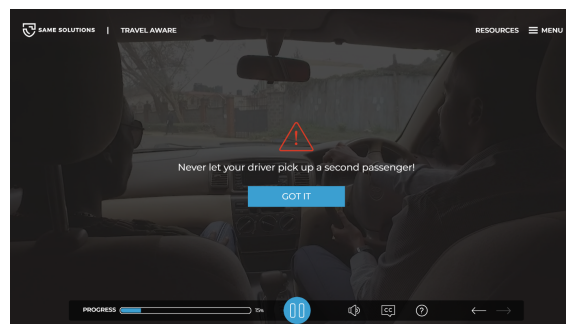 SAME SOLUTIONS | TRAVEL AWARE
RESOURCES MENU
Never let your driver pick up a second passenger!
GOT IT
PROGRESS 15%
CC
?